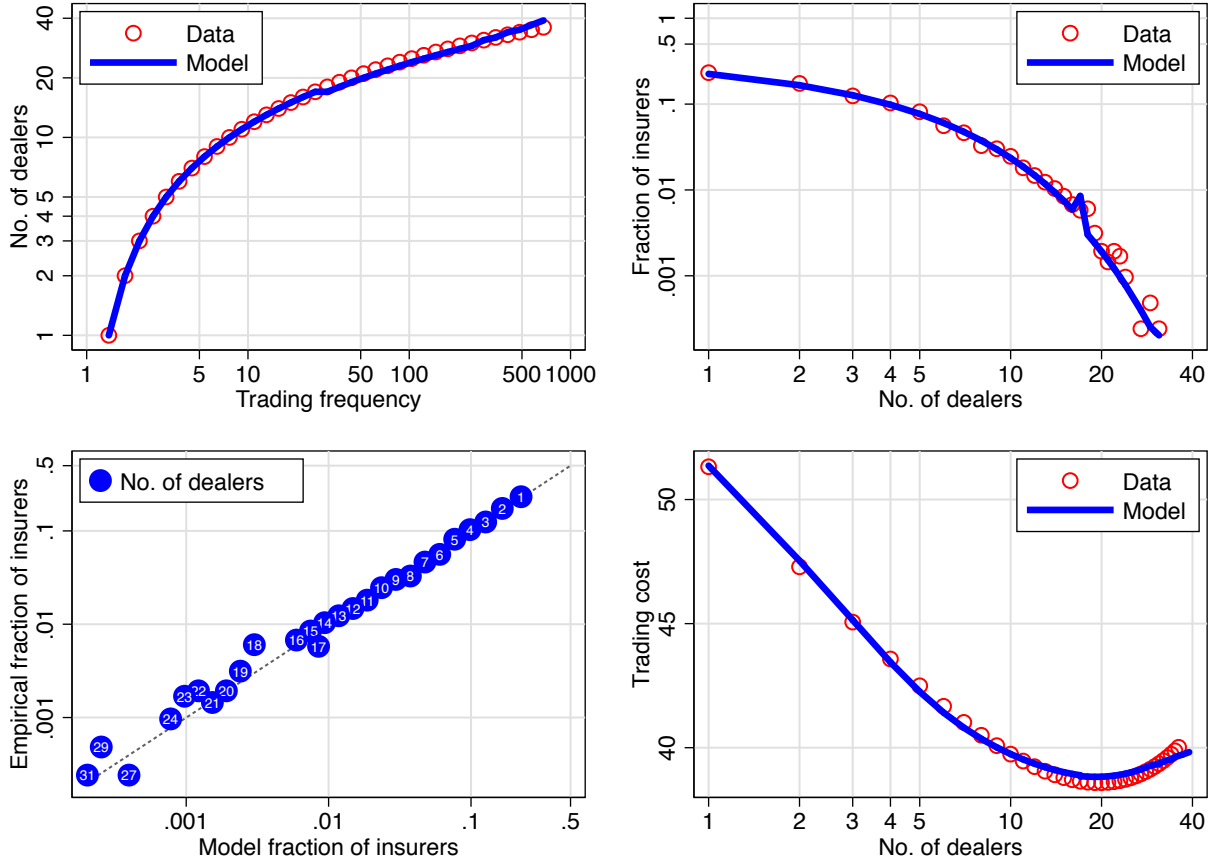 No. of dealers
40
20
10
5
4
3
2
1
Data
Model
1 5 10 50 100 500 1000
Trading frequency
Fraction of insurers
1
.5
.1
.01
.001
Data
Model
1 2 3 4 5 10 20 40
No. of dealers
Empirical fraction of insurers
.5
.1
.01
.001
No. of dealers
1
2
3
4
5
6
7
8
9
10
11
12
13
14
15
16
17
18
19
20
21
22
23
24
29
31
27
.001 .01 .1 .5
Model fraction of insurers
Trading cost
50
45
40
Data
Model
1 2 3 4 5 10 20 40
No. of dealers